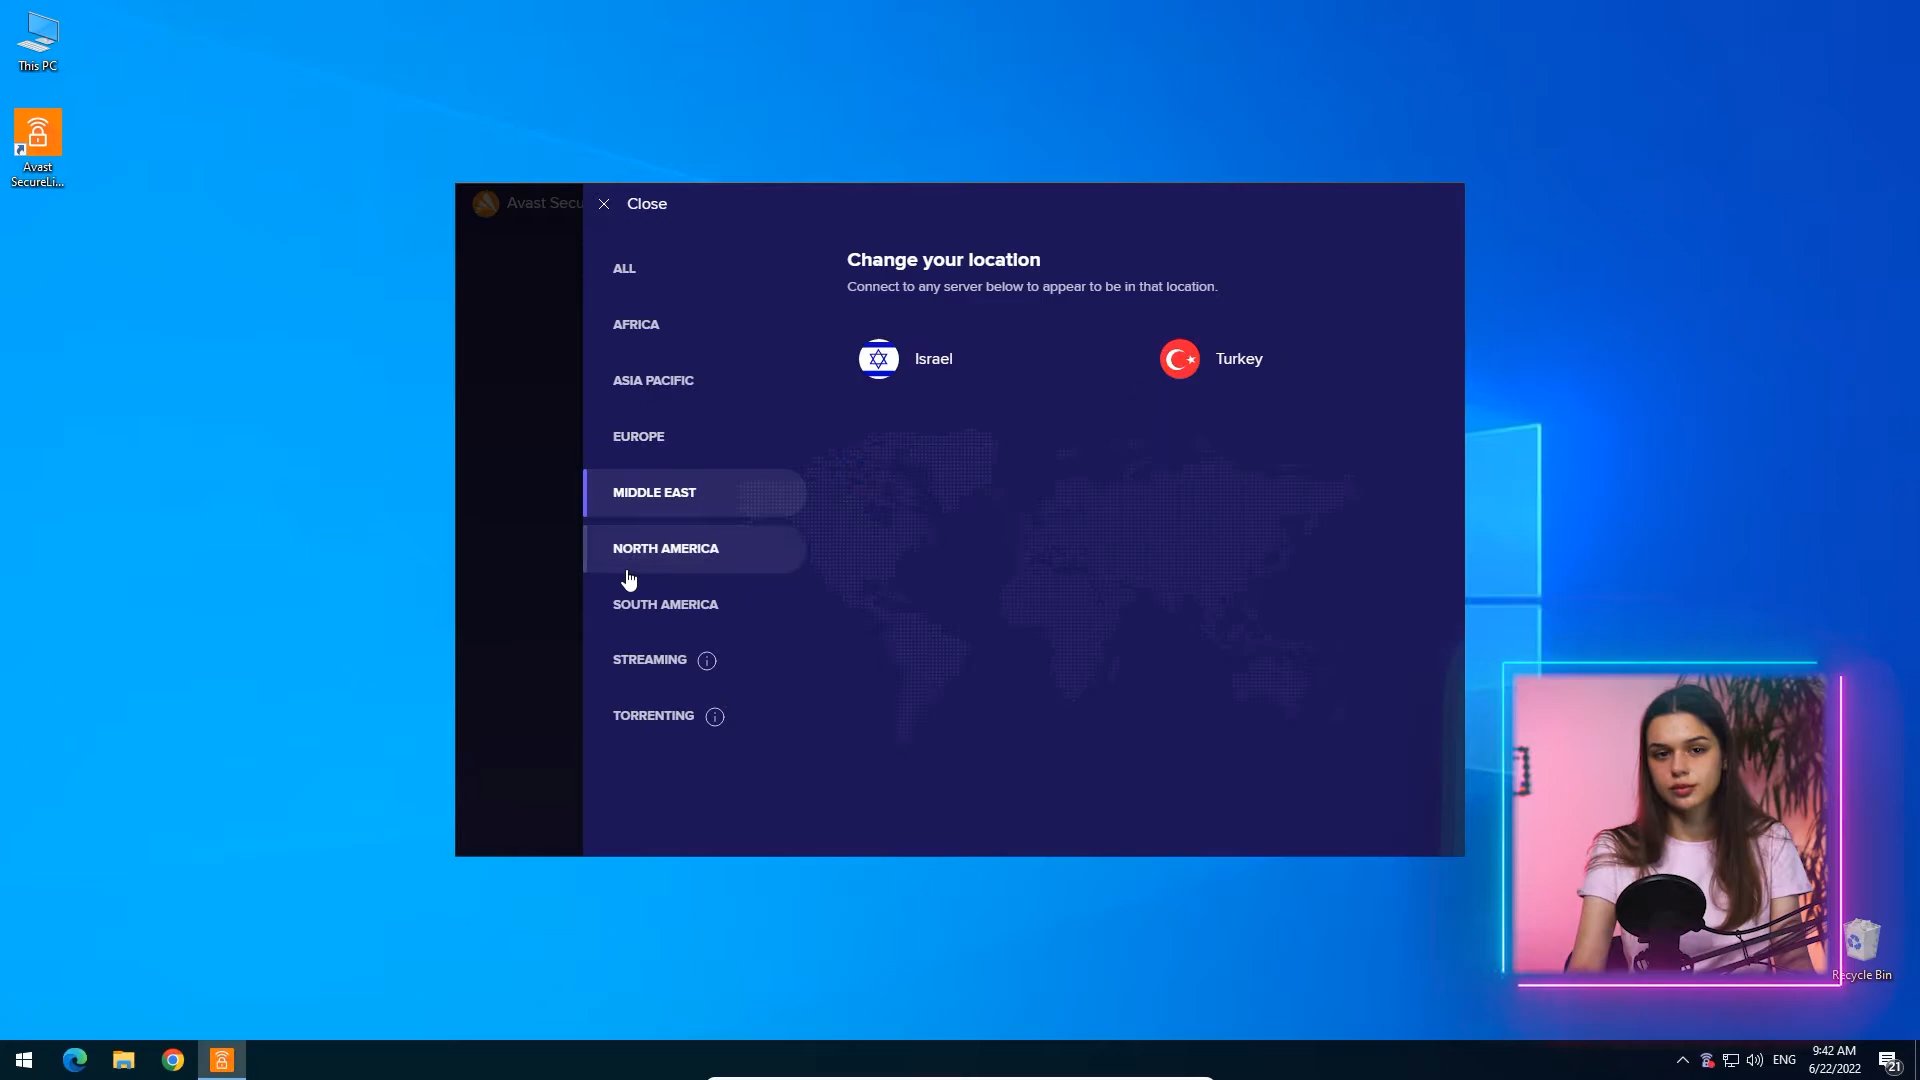 This PC
Avast
SecureLi...
Avast Secu
Close
ALL
AFRICA
ASIA PACIFIC
EUROPE
MIDDLE EAST
NORTH AMERICA
SOUTH AMERICA
STREAMING
TORRENTING
Change your location
Connect to any server below to appear to be in that location.
Israel
Turkey
Recycle Bin
ENG
9:42 AM
6/22/2022
21